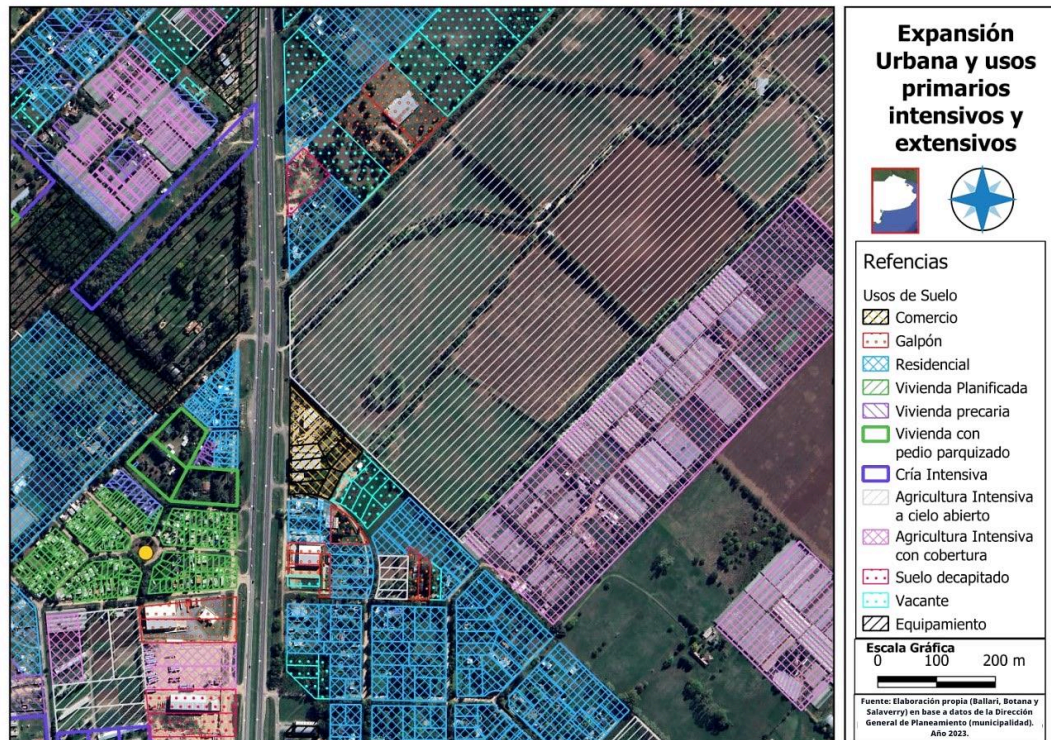 Expansión
Urbana y usos
primarios
intensivos y
extensivos
Refencias
Usos de Suelo
Comercio
Galpón
Residencial
Vivienda Planificada
Vivienda precaria
Vivienda con
pedio parquizado
Cría Intensiva
Agricultura Intensiva
a cielo abierto
Agricultura Intensiva
con cobertura
Suelo decapitado
Vacante
Equipamiento
Escala Gráfica
0 100 200 m
Fuente: Elaboración propia (Ballari, Botana y
Salaverry) en base a datos de la Dirección
General de Planeamiento (municipalidad).
Año 2023.